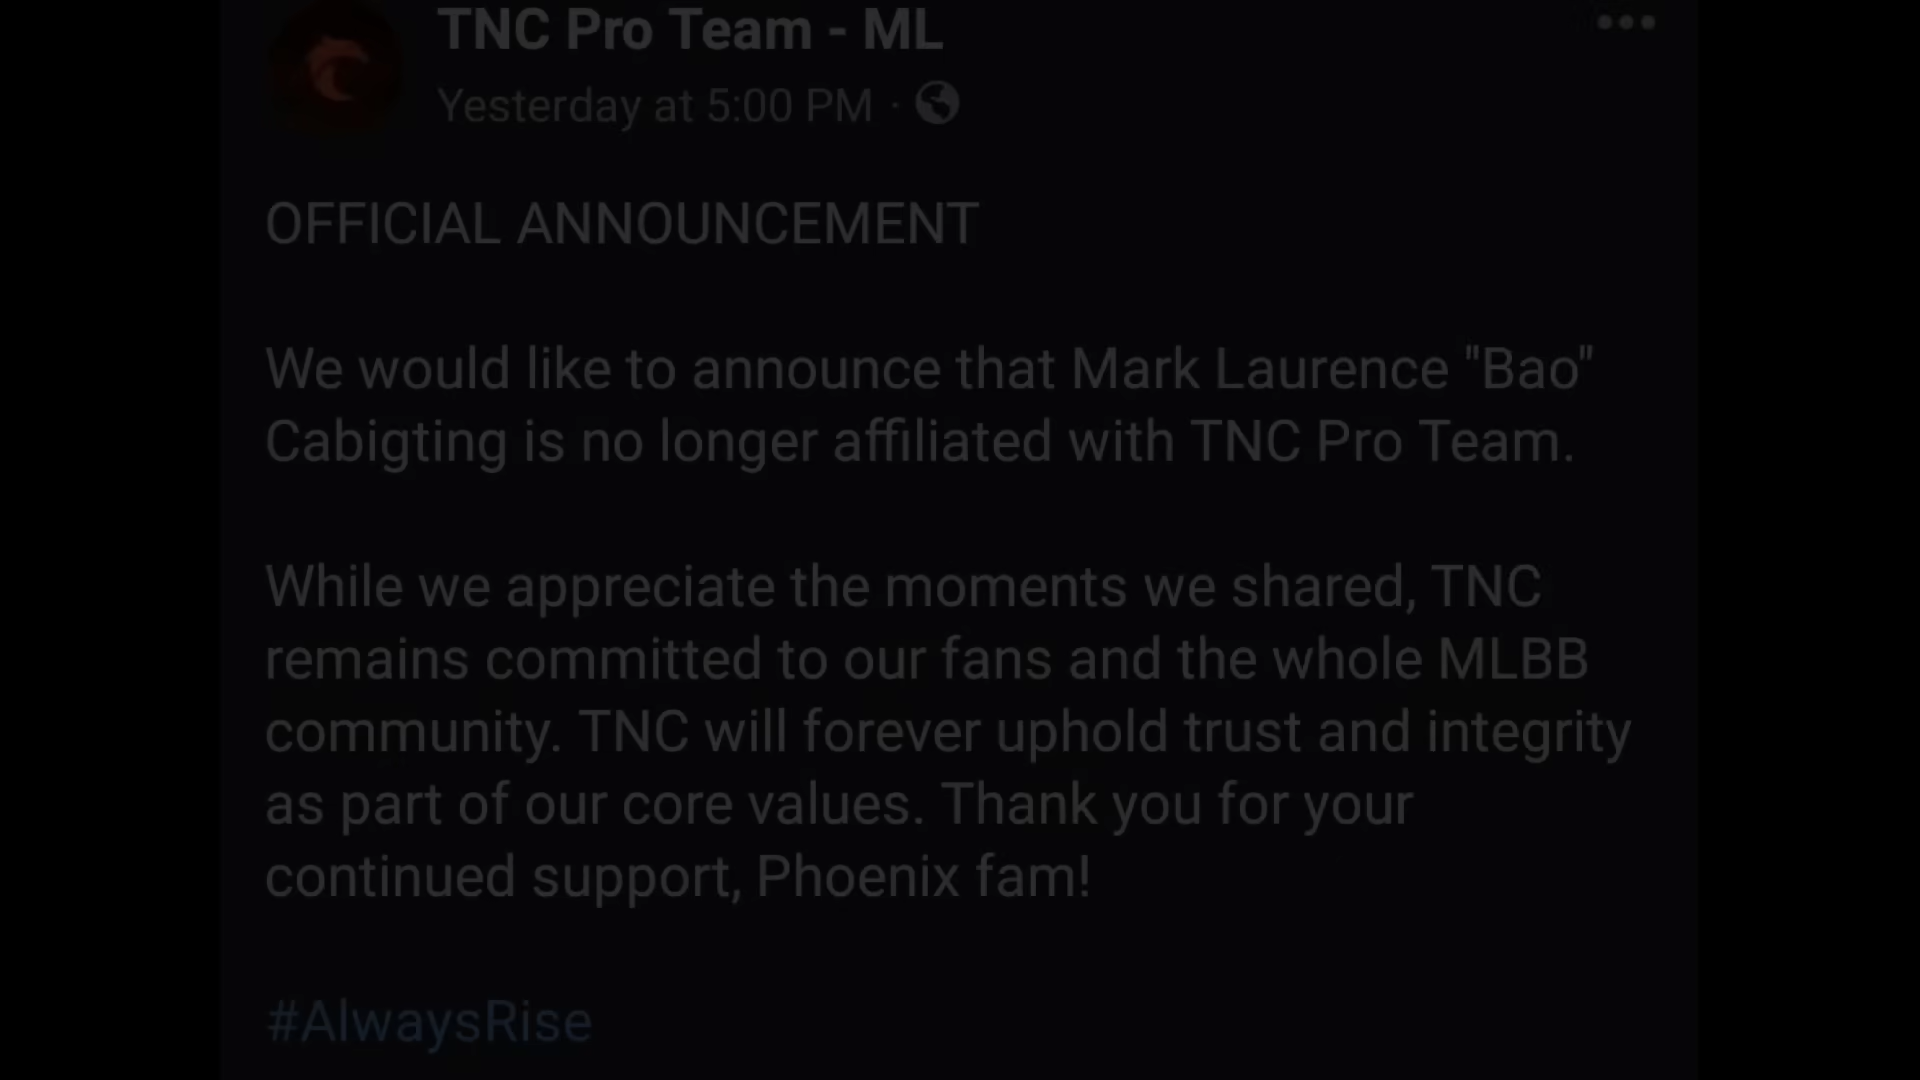 TNC Pro Team - ML
Yesterday at 5:00 PM ·
OFFICIAL ANNOUNCEMENT
We would like to announce that Mark Laurence "Bao"
Cabigting is no longer affiliated with TNC Pro Team.
While we appreciate the moments we shared, TNC
remains committed to our fans and the whole MLBB
community. TNC will forever uphold trust and integrity
as part of our core values. Thank you for your
continued support, Phoenix fam!
#AlwaysRise